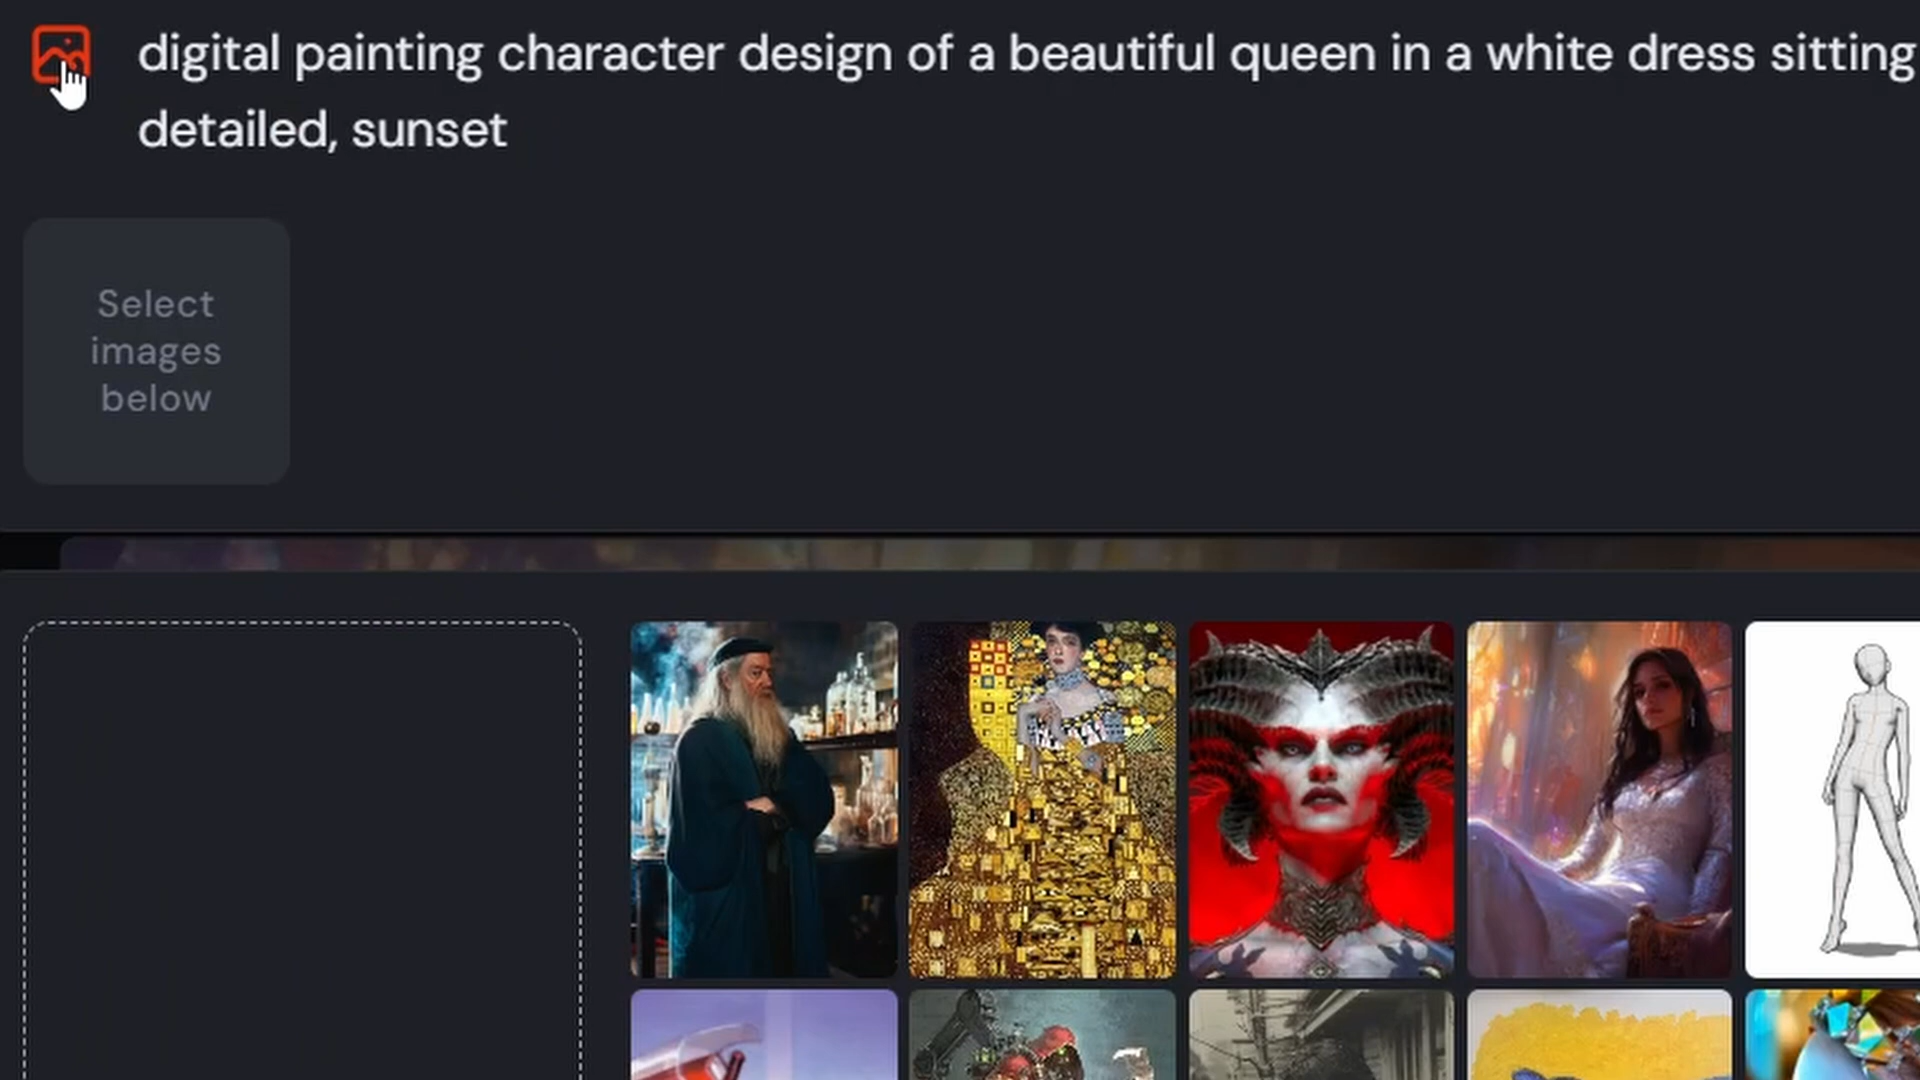 digital painting character design of a beautiful queen in a white dress sitting
detailed, sunset
Select
images
below